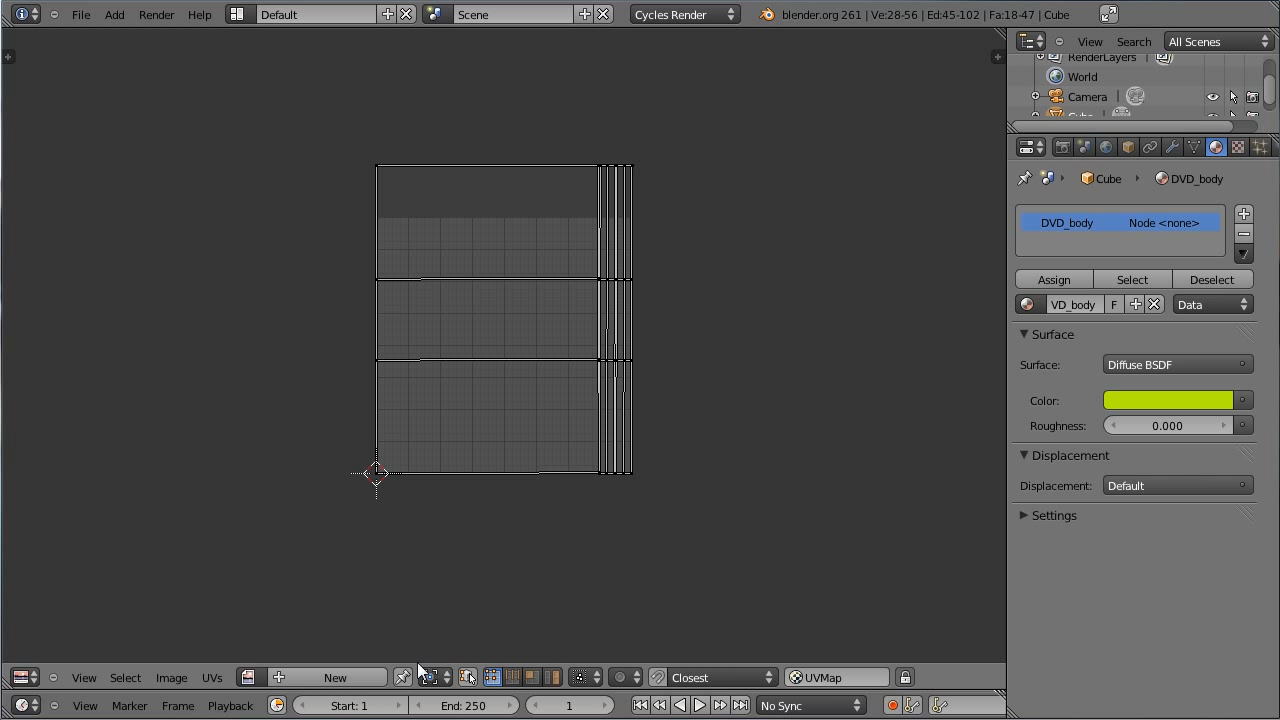 File Add Render Help Default Scene Cycles Render blender.org 261 | Ve:28-56 | Ed:45-102 | Fa:18-47 | Cube
View Search All Scenes
RenderLayers |
World
Camera |
Cube
Cube DVD_body
DVD_body Node <none>
Assign Select Deselect
VD_body F Data
Surface
Surface: Diffuse BSDF
Color:
Roughness: 0.000
Displacement
Displacement: Default
Settings
View Select Image UVs New Closest UVMap
View Marker Frame Playback Start: 1 End: 250 1 No Sync